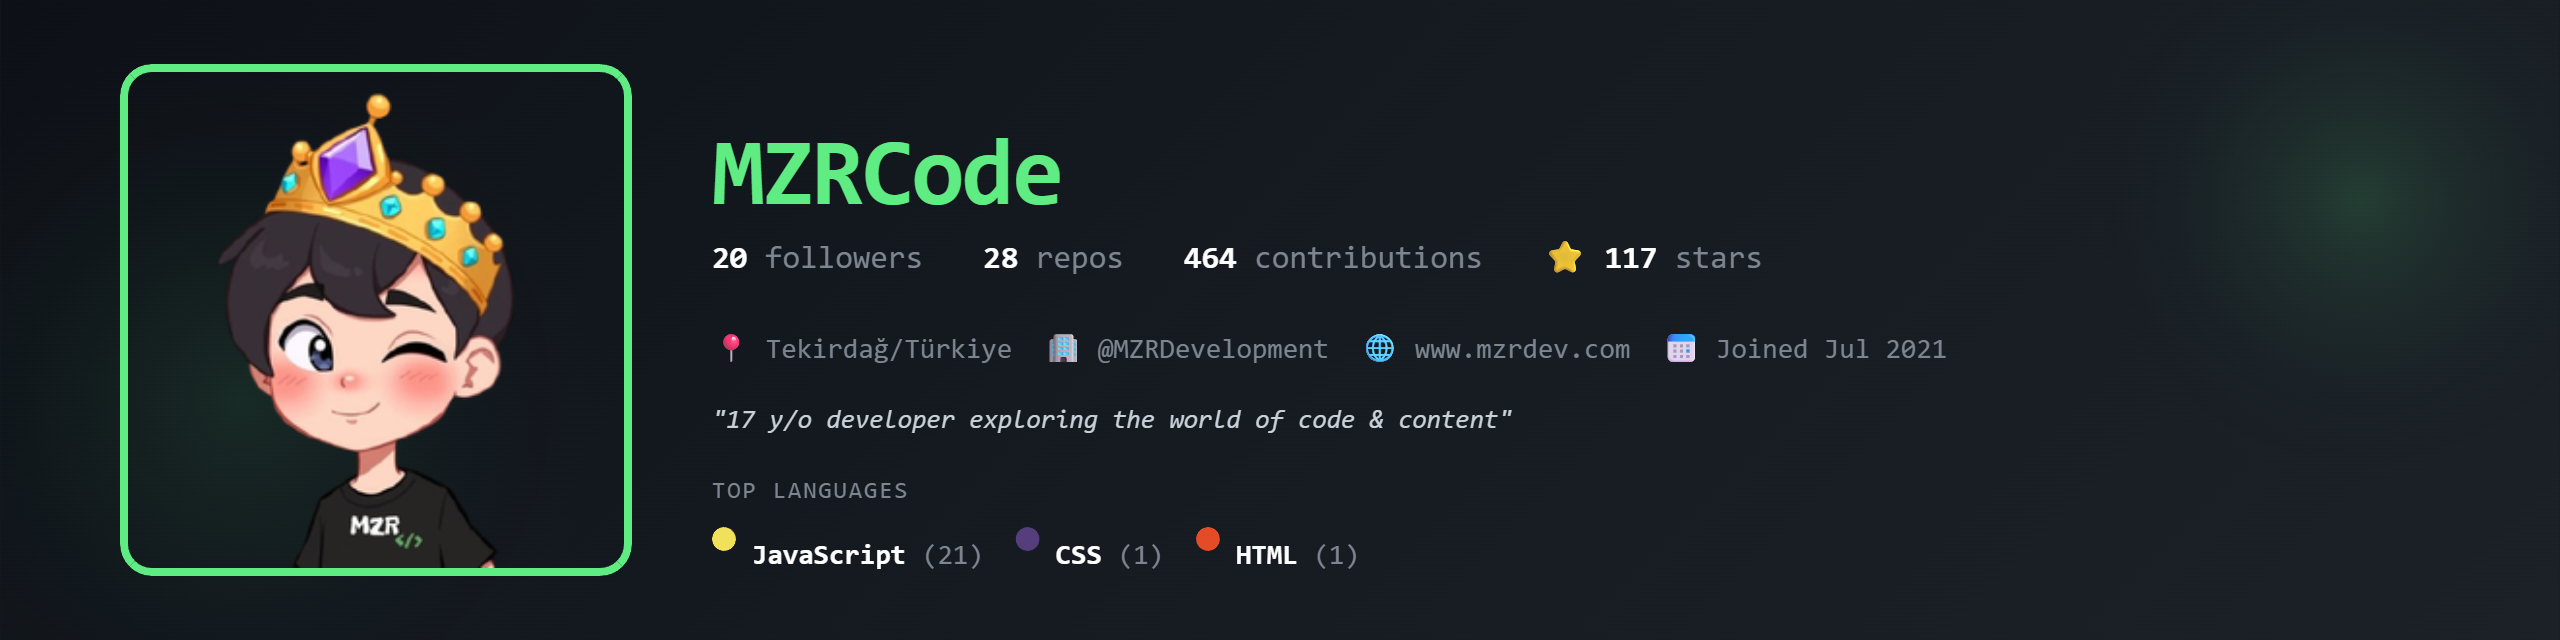 MZRCode
20 followers 28 repos 464 contributions 117 stars
Tekirdağ/Türkiye @MZRDevelopment www.mzrdev.com Joined Jul 2021
"17 y/o developer exploring the world of code & content"
TOP LANGUAGES
JavaScript (21) CSS (1) HTML (1)
MZR
</>